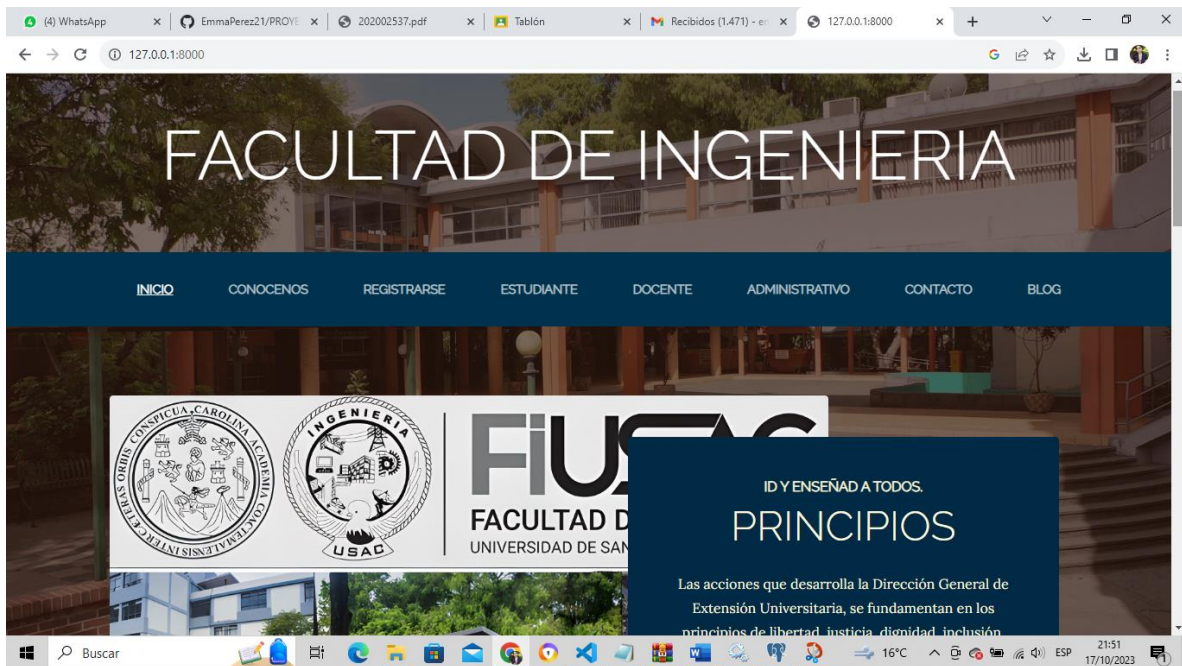 (4) WhatsApp
EmmaPerez21/PROYE
202002537.pdf
Tablón
Recibidos (1.471) - en
127.0.0.1:8000
127.0.0.1:8000
FACULTAD DE INGENIERIA
INICIO CONOCENOS REGISTRARSE ESTUDIANTE DOCENTE ADMINISTRATIVO CONTACTO BLOG
CONSPICUA CAROLINA ACADEMIA COACTEMALENSIS INTER CÆTERAS ORBIS
INGENIERIA
USAC
FiUSAC
FACULTAD D
UNIVERSIDAD DE SAN
ID Y ENSEÑAD A TODOS.
PRINCIPIOS
Las acciones que desarrolla la Dirección General de
Extensión Universitaria, se fundamentan en los
principios de libertad, justicia, dignidad, inclusión
Buscar
16°C
ESP
21:51
17/10/2023